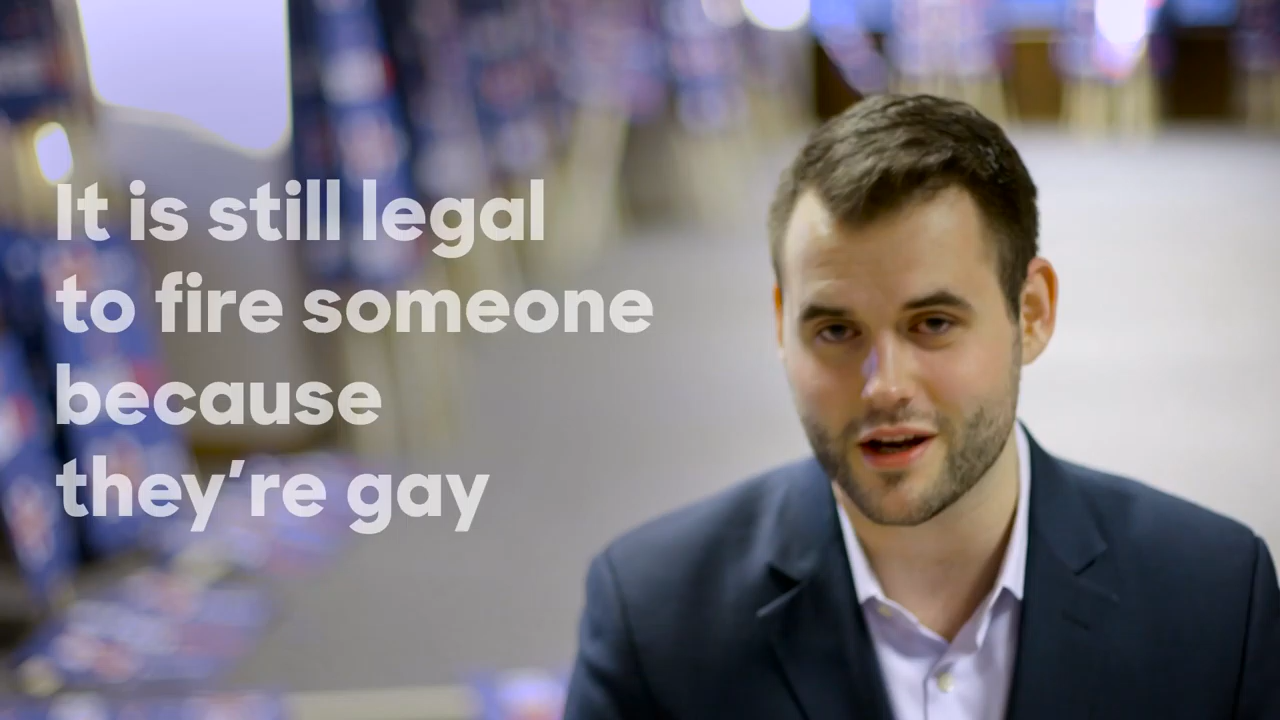 It is still legal
to fire someone
because
they’re gay